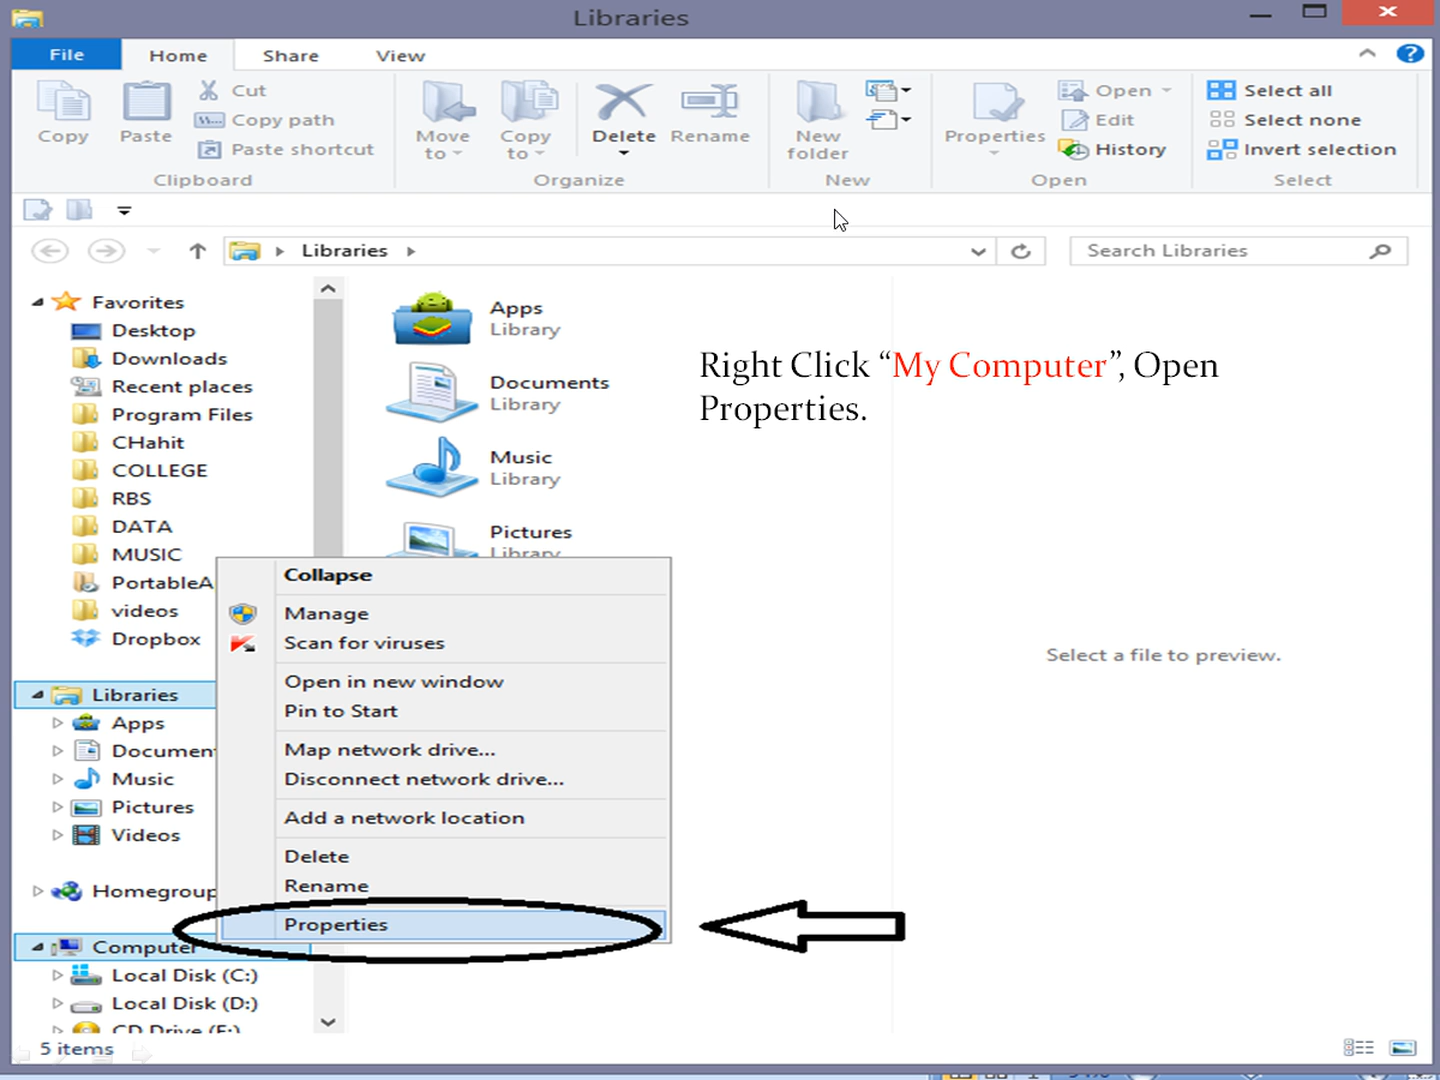 Libraries
File Home Share View
Copy
Paste
Cut
Copy path
Paste shortcut
Clipboard
Move
to
Copy
to
Delete
Rename
Organize
New
folder
New
Properties
Open
Edit
History
Open
Select all
Select none
Invert selection
Select
Libraries
Search Libraries
Favorites
Desktop
Downloads
Recent places
Program Files
CHahit
COLLEGE
RBS
DATA
MUSIC
PortableA
videos
Dropbox
Libraries
Apps
Documen
Music
Pictures
Videos
Homegroup
Computer
Local Disk (C:)
Local Disk (D:)
CD Drive (E:)
5 items
Apps
Library
Documents
Library
Music
Library
Pictures
Library
Right Click “My Computer”, Open
Properties.
Select a file to preview.
Collapse
Manage
Scan for viruses
Open in new window
Pin to Start
Map network drive...
Disconnect network drive...
Add a network location
Delete
Rename
Properties